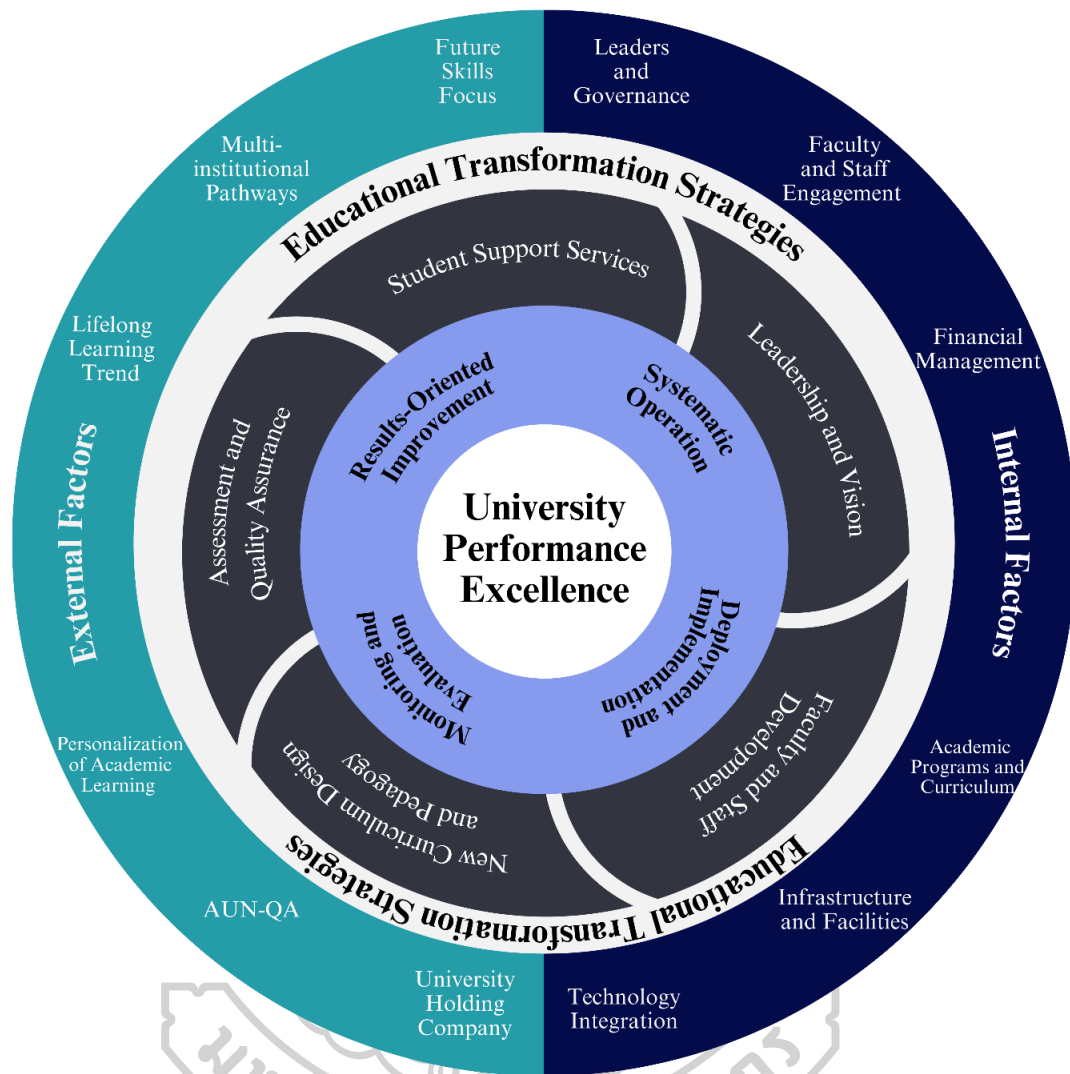 Future
Skills
Focus
Leaders
and
Governance
Multi-
institutional
Pathways
Faculty
and Staff
Engagement
Educational Transformation Strategies
Student Support Services
Lifelong
Learning
Trend
Financial
Management
Leadership and Vision
Results-Oriented
Improvement
Systematic
Operation
Assessment and
Quality Assurance
External Factors
Internal Factors
University
Performance
Excellence
Monitoring and
Evaluation
Deployment and
Implementation
Personalization
of Academic
Learning
Academic
Programs and
Curriculum
New Curriculum Design
and Pedagogy
Faculty and Staff
Development
Educational Transformation Strategies
AUN-QA
Infrastructure
and Facilities
University
Holding
Company
Technology
Integration